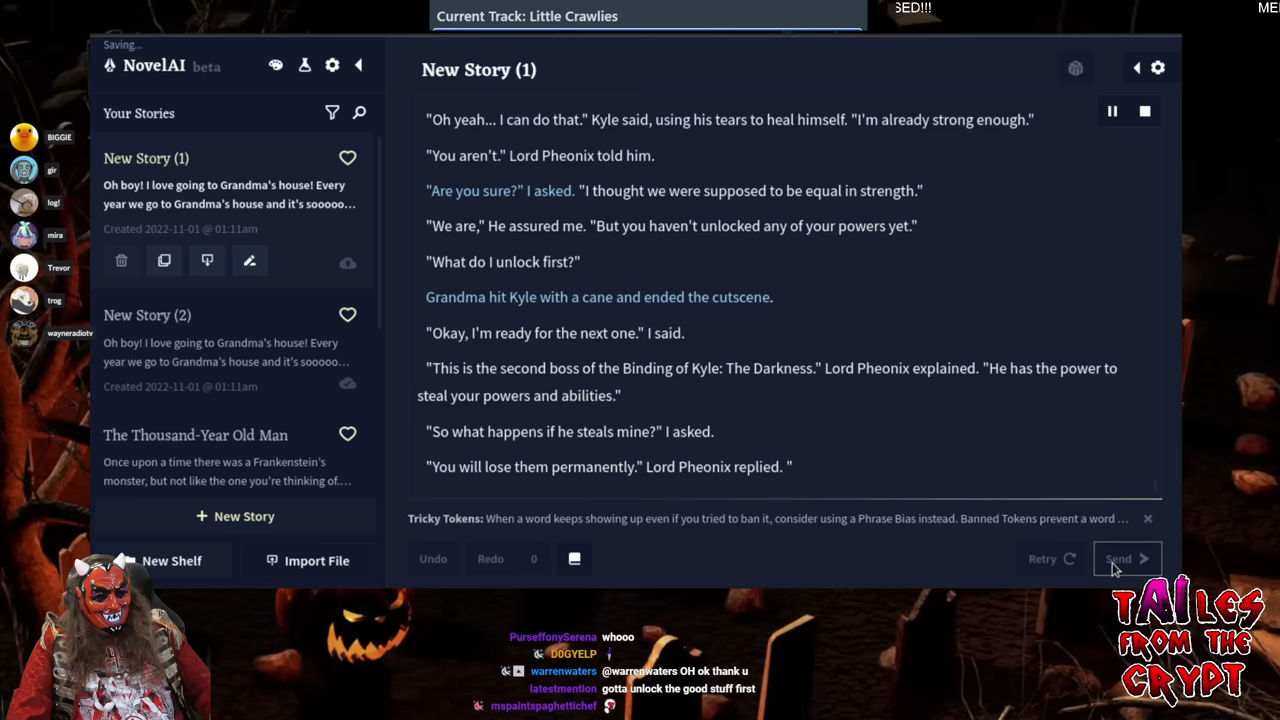 Current Track: Little Crawlies
SED!!!
ME
Saving...
NovelAI beta
Your Stories
New Story (1)
Oh boy! I love going to Grandma's house! Every
year we go to Grandma's house and it's sooooo...
Created 2022-11-01 @ 01:11am
New Story (2)
Oh boy! I love going to Grandma's house! Every
year we go to Grandma's house and it's sooooo...
Created 2022-11-01 @ 01:11am
The Thousand-Year Old Man
Once upon a time there was a Frankenstein's
monster, but not like the one you're thinking of....
+ New Story
New Shelf
Import File
BIGGIE
gir
log!
mira
Trevor
trog
wayneradiotv
New Story (1)
"Oh yeah... I can do that." Kyle said, using his tears to heal himself. "I'm already strong enough."
"You aren't." Lord Pheonix told him.
"Are you sure?" I asked. "I thought we were supposed to be equal in strength."
"We are," He assured me. "But you haven't unlocked any of your powers yet."
"What do I unlock first?"
Grandma hit Kyle with a cane and ended the cutscene.
"Okay, I'm ready for the next one." I said.
"This is the second boss of the Binding of Kyle: The Darkness." Lord Pheonix explained. "He has the power to
steal your powers and abilities."
"So what happens if he steals mine?" I asked.
"You will lose them permanently." Lord Pheonix replied. "
Tricky Tokens: When a word keeps showing up even if you tried to ban it, consider using a Phrase Bias instead. Banned Tokens prevent a word ...
Undo
Redo
0
Retry
Send
PurseffonySerena whooo
D0GYELP
warrenwaters @warrenwaters OH ok thank u
latestmention gotta unlock the good stuff first
mspaintspaghettichef
TAILES
FROM THE
CRYPT